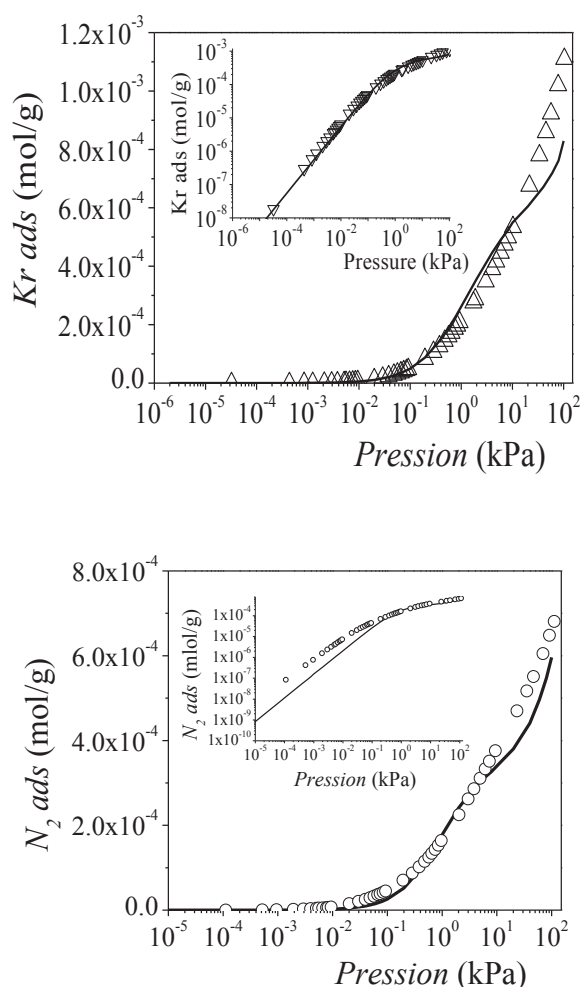 1.2x10-3
1.0x10-3
8.0x10-4
6.0x10-4
4.0x10-4
2.0x10-4
0.0
Kr ads (mol/g)
10-3
10-4
10-5
10-6
10-7
10-8
Kr ads (mol/g)
10-6 10-4 10-2 100 102
Pressure (kPa)
10-6 10-5 10-4 10-3 10-2 10-1 100 101 102
Pression (kPa)
8.0x10-4
6.0x10-4
4.0x10-4
2.0x10-4
0.0
N2 ads (mol/g)
1x10-4
1x10-5
1x10-6
1x10-7
1x10-8
1x10-9
1x10-10
N2 ads (mlol/g)
10-5 10-4 10-3 10-2 10-1 100 101 102
Pression (kPa)
10-5 10-4 10-3 10-2 10-1 100 101 102
Pression (kPa)